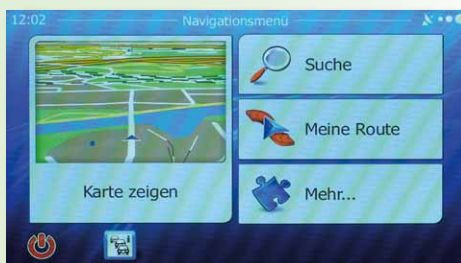 12:02
Navigationsmenü
Suche
Meine Route
Karte zeigen
Mehr...